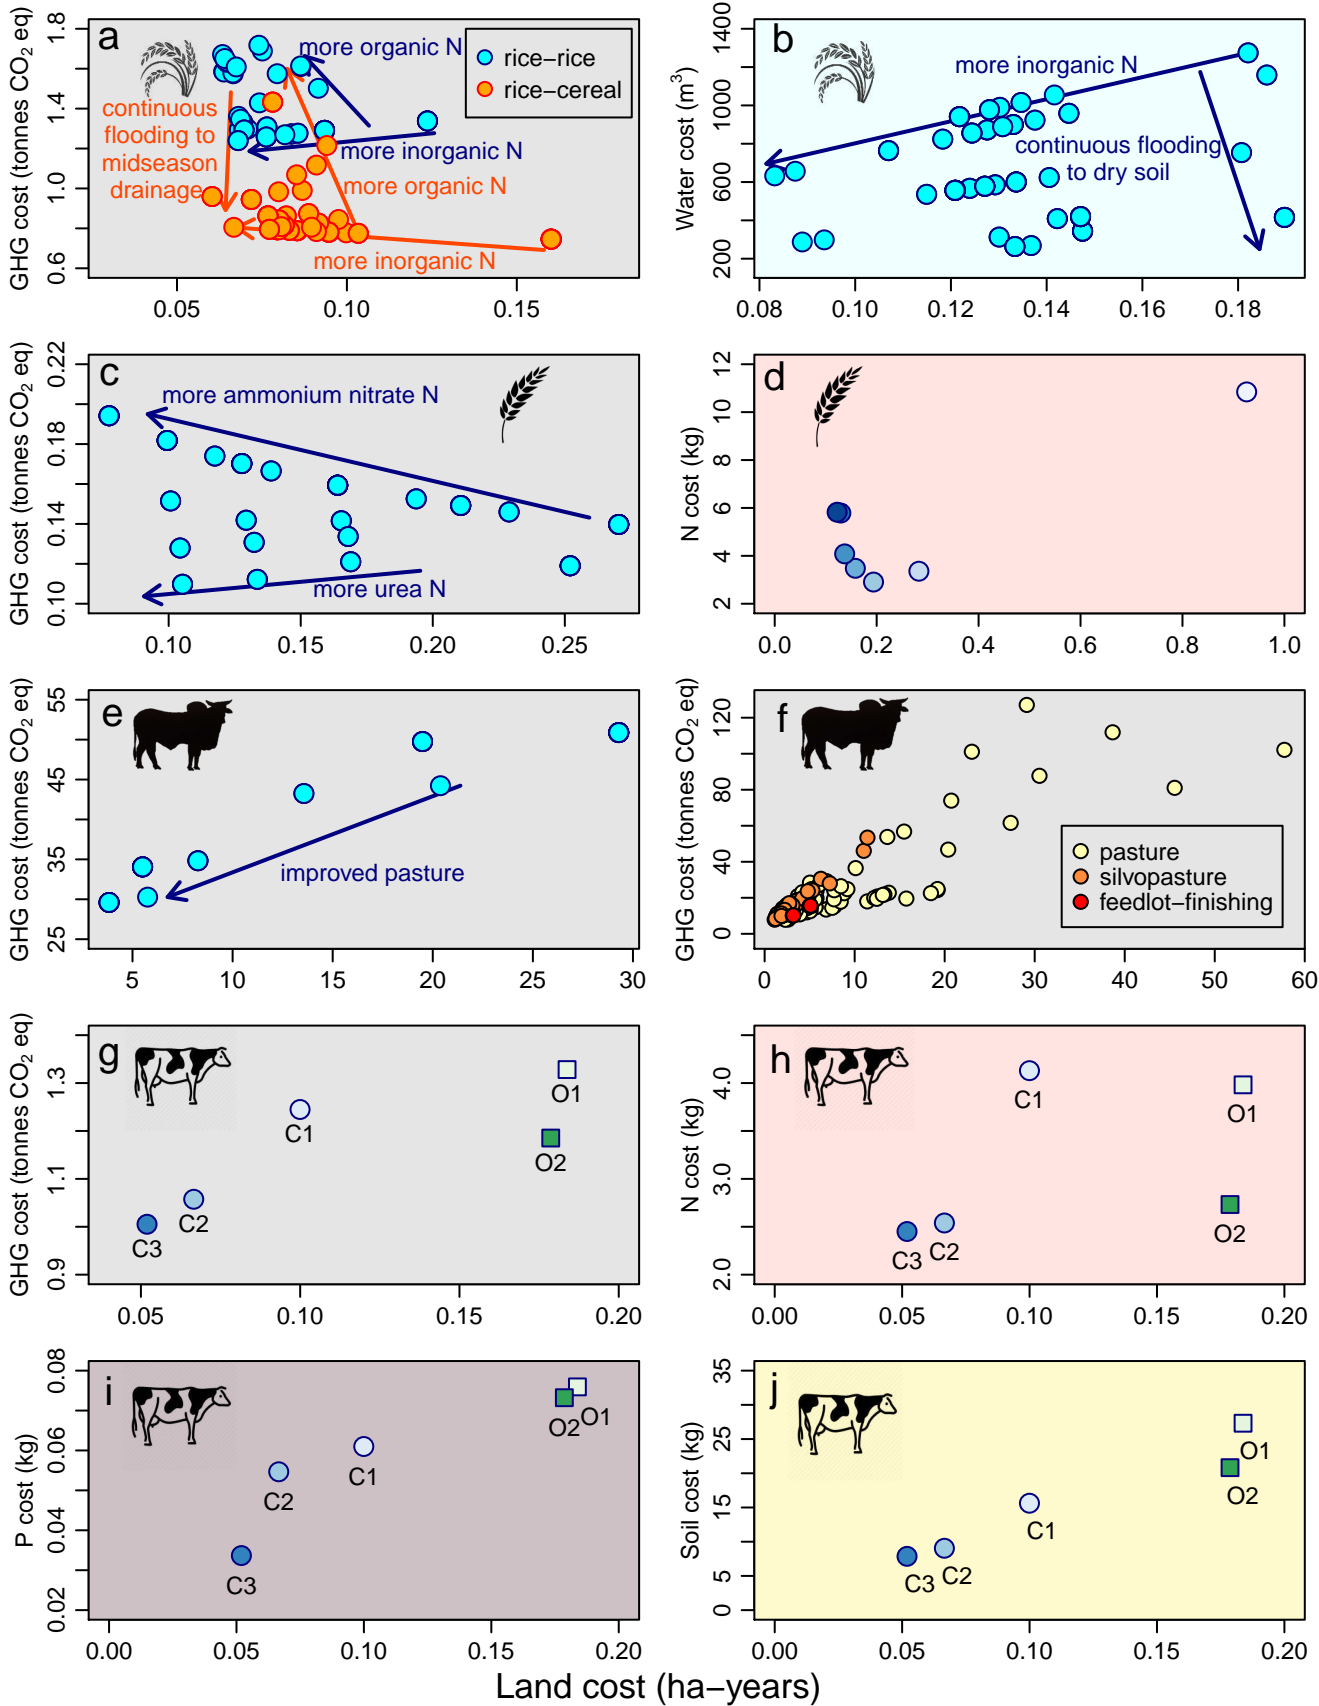 a
GHG cost (tonnes CO₂ eq)
0.6
1.0
1.4
1.8
0.05
0.10
0.15
rice−rice
rice−cereal
more organic N
continuous
flooding to
midseason
drainage
more inorganic N
more organic N
more inorganic N
b
Water cost (m³)
200
600
1000
1400
0.08
0.10
0.12
0.14
0.16
0.18
more inorganic N
continuous flooding
to dry soil
c
GHG cost (tonnes CO₂ eq)
0.10
0.14
0.18
0.22
0.10
0.15
0.20
0.25
more ammonium nitrate N
more urea N
d
N cost (kg)
2
4
6
8
10
12
0.0
0.2
0.4
0.6
0.8
1.0
e
GHG cost (tonnes CO₂ eq)
25
35
45
55
5
10
15
20
25
30
improved pasture
f
GHG cost (tonnes CO₂ eq)
0
40
80
120
0
10
20
30
40
50
60
pasture
silvopasture
feedlot−finishing
g
GHG cost (tonnes CO₂ eq)
0.9
1.1
1.3
0.05
0.10
0.15
0.20
O1
C1
O2
C2
C3
h
N cost (kg)
2.0
3.0
4.0
0.00
0.05
0.10
0.15
0.20
C1
O1
O2
C3
C2
i
P cost (kg)
0.02
0.04
0.06
0.08
0.00
0.05
0.10
0.15
0.20
O2
O1
C1
C2
C3
j
Soil cost (kg)
0
5
15
25
35
0.00
0.05
0.10
0.15
0.20
O1
O2
C1
C3
C2
Land cost (ha−years)